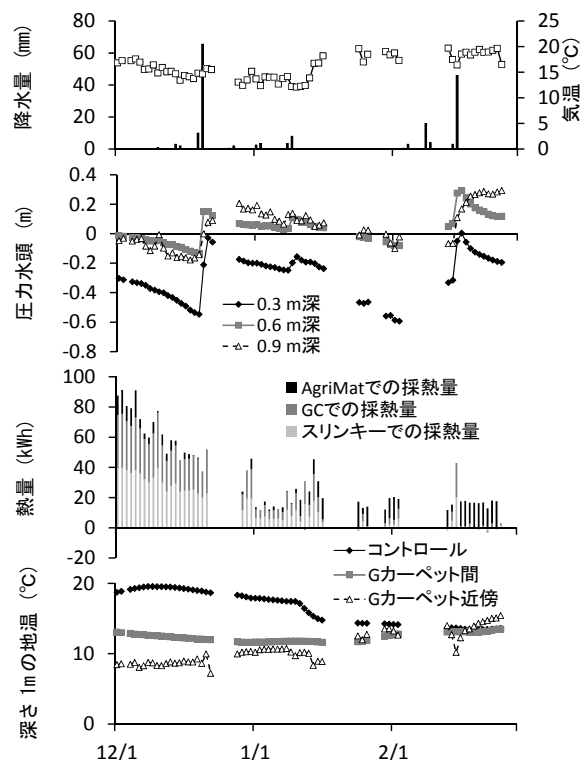 降水量 (mm)
80
60
40
20
0
25
20
15
10
5
0
気温 (℃)
圧力水頭 (m)
0.4
0.2
0
-0.2
-0.4
-0.6
-0.8
0.3 m深
0.6 m深
0.9 m深
熱量 (kWh)
100
80
60
40
20
0
-20
AgriMatでの採熱量
GCでの採熱量
スリンキーでの採熱量
深さ1mの地温 (℃)
20
15
10
5
0
コントロール
Gカーペット間
Gカーペット近傍
12/1
1/1
2/1